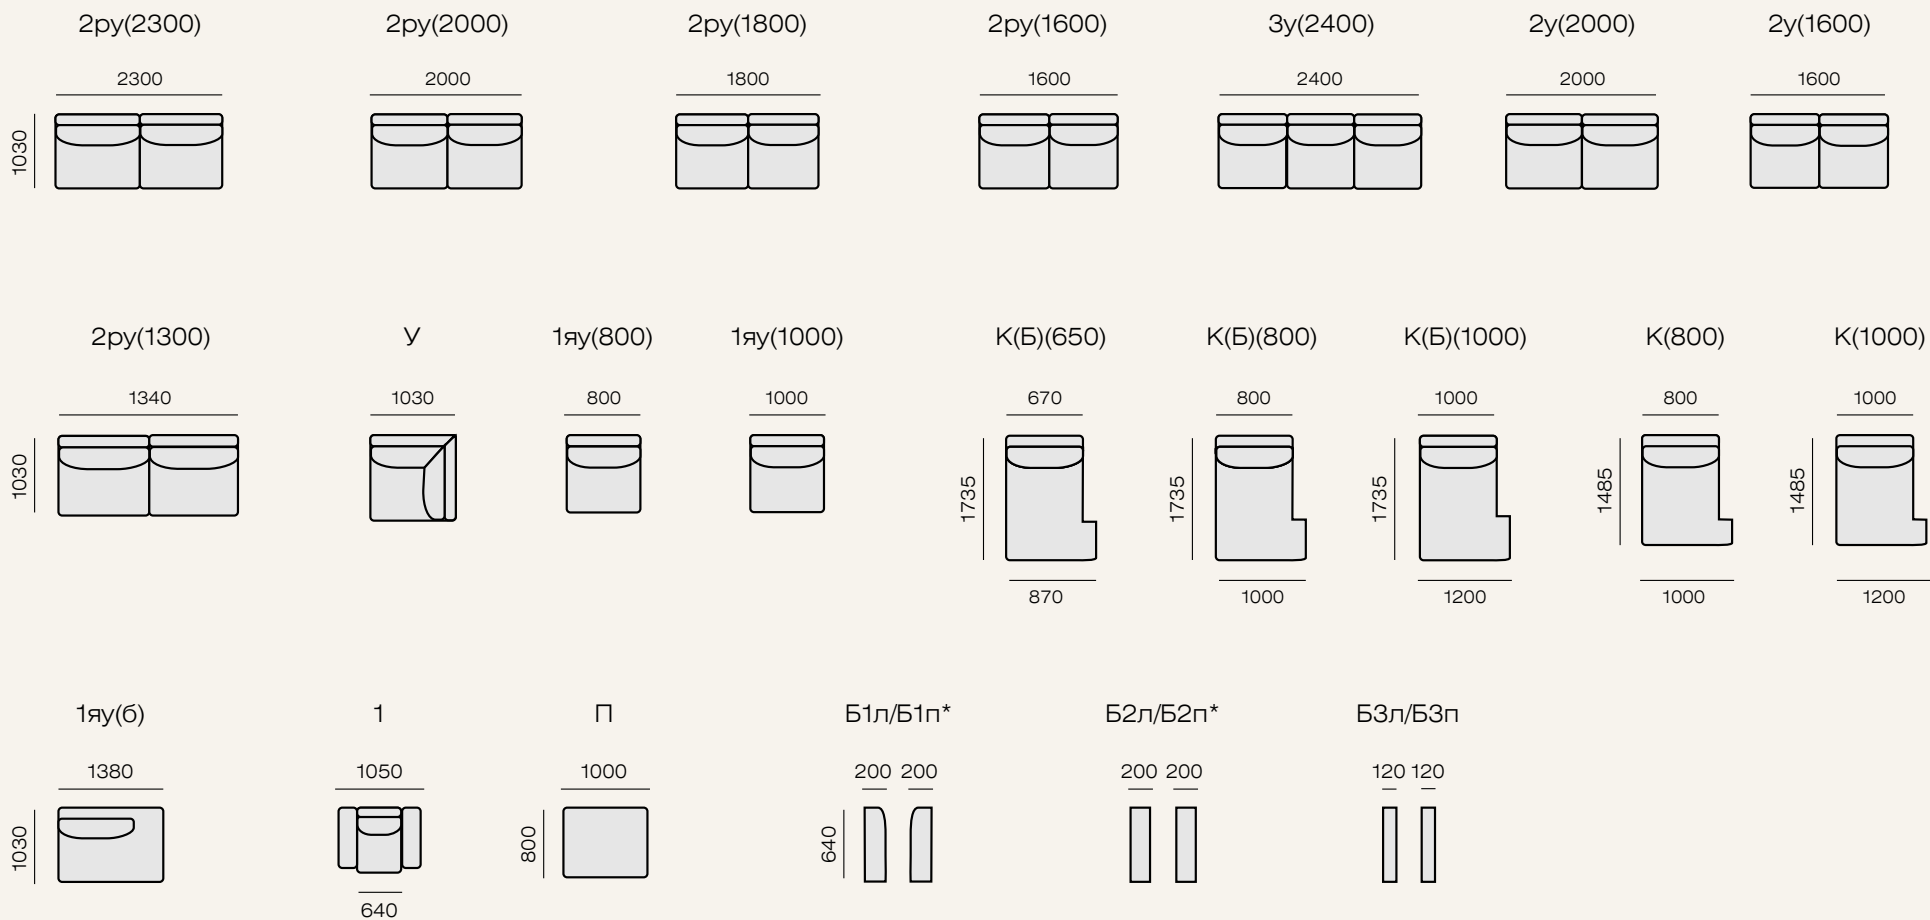 2ру(2300) 2ру(2000) 2ру(1800) 2ру(1600) 3у(2400) 2у(2000) 2у(1600)
2300 2000 1800 1600 2400 2000 1600
1030
2ру(1300) У 1яу(800) 1яу(1000) К(Б)(650) К(Б)(800) К(Б)(1000) К(800) К(1000)
1340 1030 800 1000 670 800 1000 800 1000
1030 1735 1735 1735 1485 1485
870 1000 1200 1000 1200
1яу(б) 1 П Б1л/Б1п* Б2л/Б2п* Б3л/Б3п
1380 1050 1000 200 200 200 200 120 120
1030 800 640
640